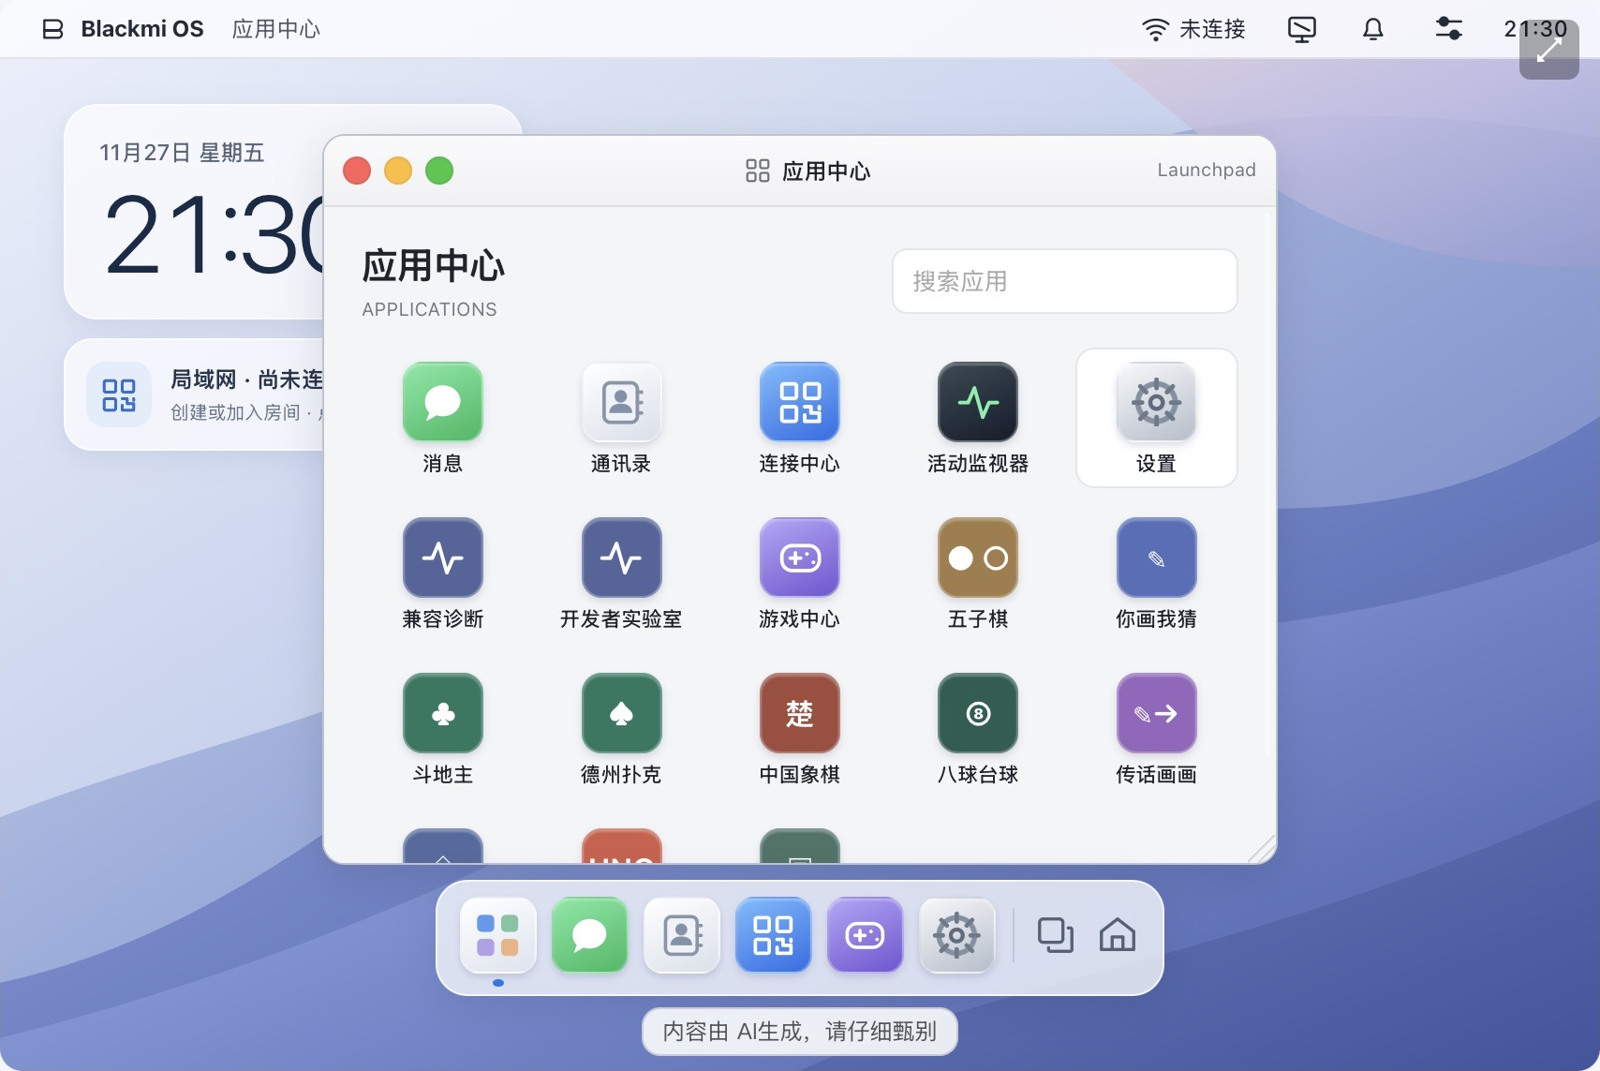 Blackmi OS 应用中心 未连接 21:30
11月27日 星期五
21:30
局域网 · 尚未连
创建或加入房间 ·
应用中心 Launchpad
应用中心
APPLICATIONS
搜索应用
消息 通讯录 连接中心 活动监视器 设置
兼容诊断 开发者实验室 游戏中心 五子棋 你画我猜
楚
8
斗地主 德州扑克 中国象棋 八球台球 传话画画
UNO
内容由 AI生成，请仔细甄别